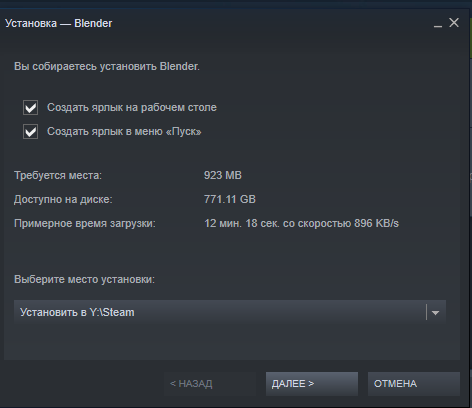 Установка — Blender
Вы собираетесь установить Blender.
Создать ярлык на рабочем столе
Создать ярлык в меню «Пуск»
Требуется места: 923 MB
Доступно на диске: 771.11 GB
Примерное время загрузки: 12 мин. 18 сек. со скоростью 896 KB/s
Выберите место установки:
Установить в Y:\Steam
< НАЗАД ДАЛЕЕ > ОТМЕНА